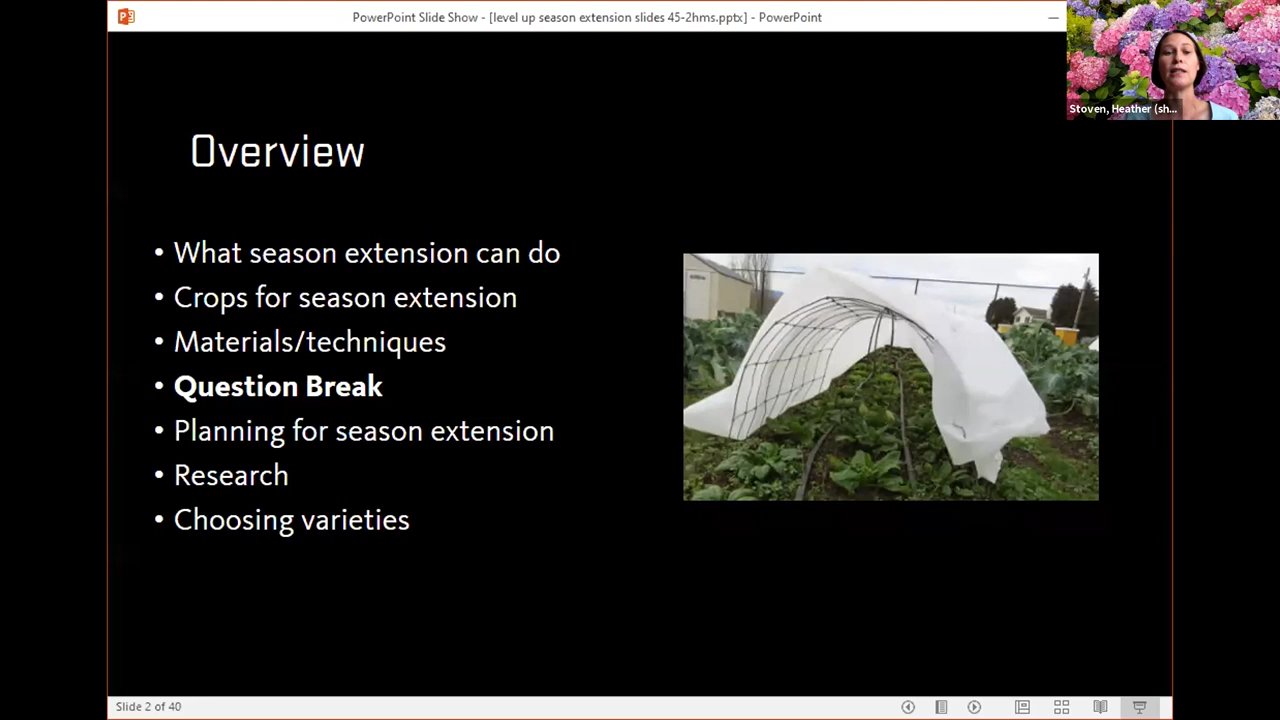 PowerPoint Slide Show - [level up season extension slides 45-2hms.pptx] - PowerPoint
Stoven, Heather (sh...
Overview
• What season extension can do
• Crops for season extension
• Materials/techniques
• Question Break
• Planning for season extension
• Research
• Choosing varieties
Slide 2 of 40